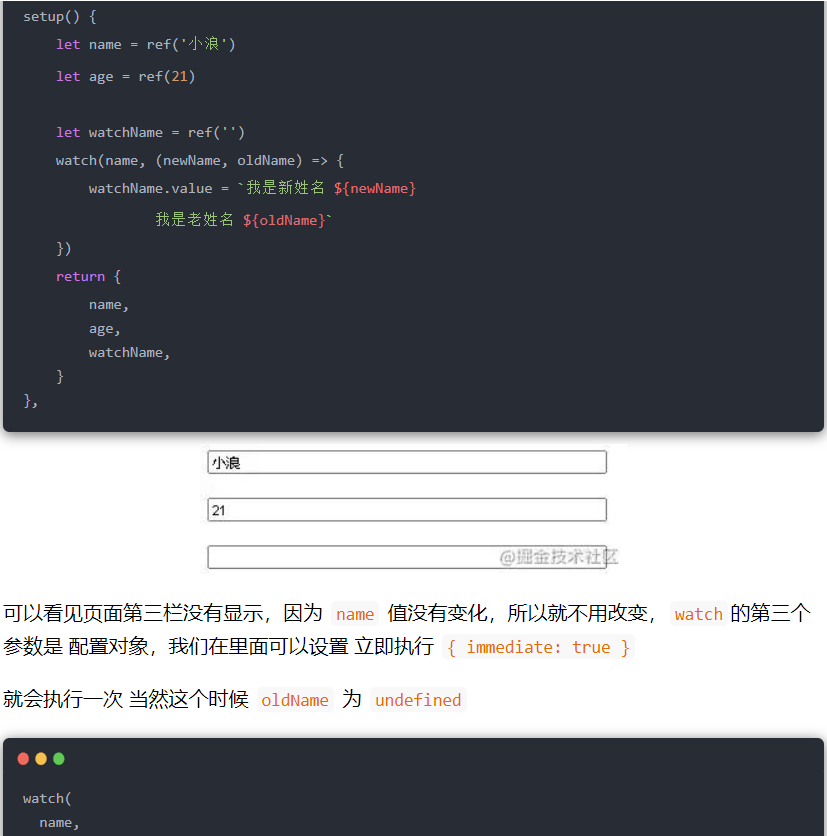 setup() {
    let name = ref('小浪')
    let age = ref(21)
    let watchName = ref('')
    watch(name, (newName, oldName) => {
        watchName.value = `我是新姓名 ${newName}
                我是老姓名 ${oldName}`
    })
    return {
        name,
        age,
        watchName,
    }
},
小浪
21
@掘金技术社区
可以看见页面第三栏没有显示，因为 name 值没有变化，所以就不用改变， watch 的第三个
参数是 配置对象，我们在里面可以设置 立即执行 { immediate: true }
就会执行一次 当然这个时候 oldName 为 undefined
watch(
  name,